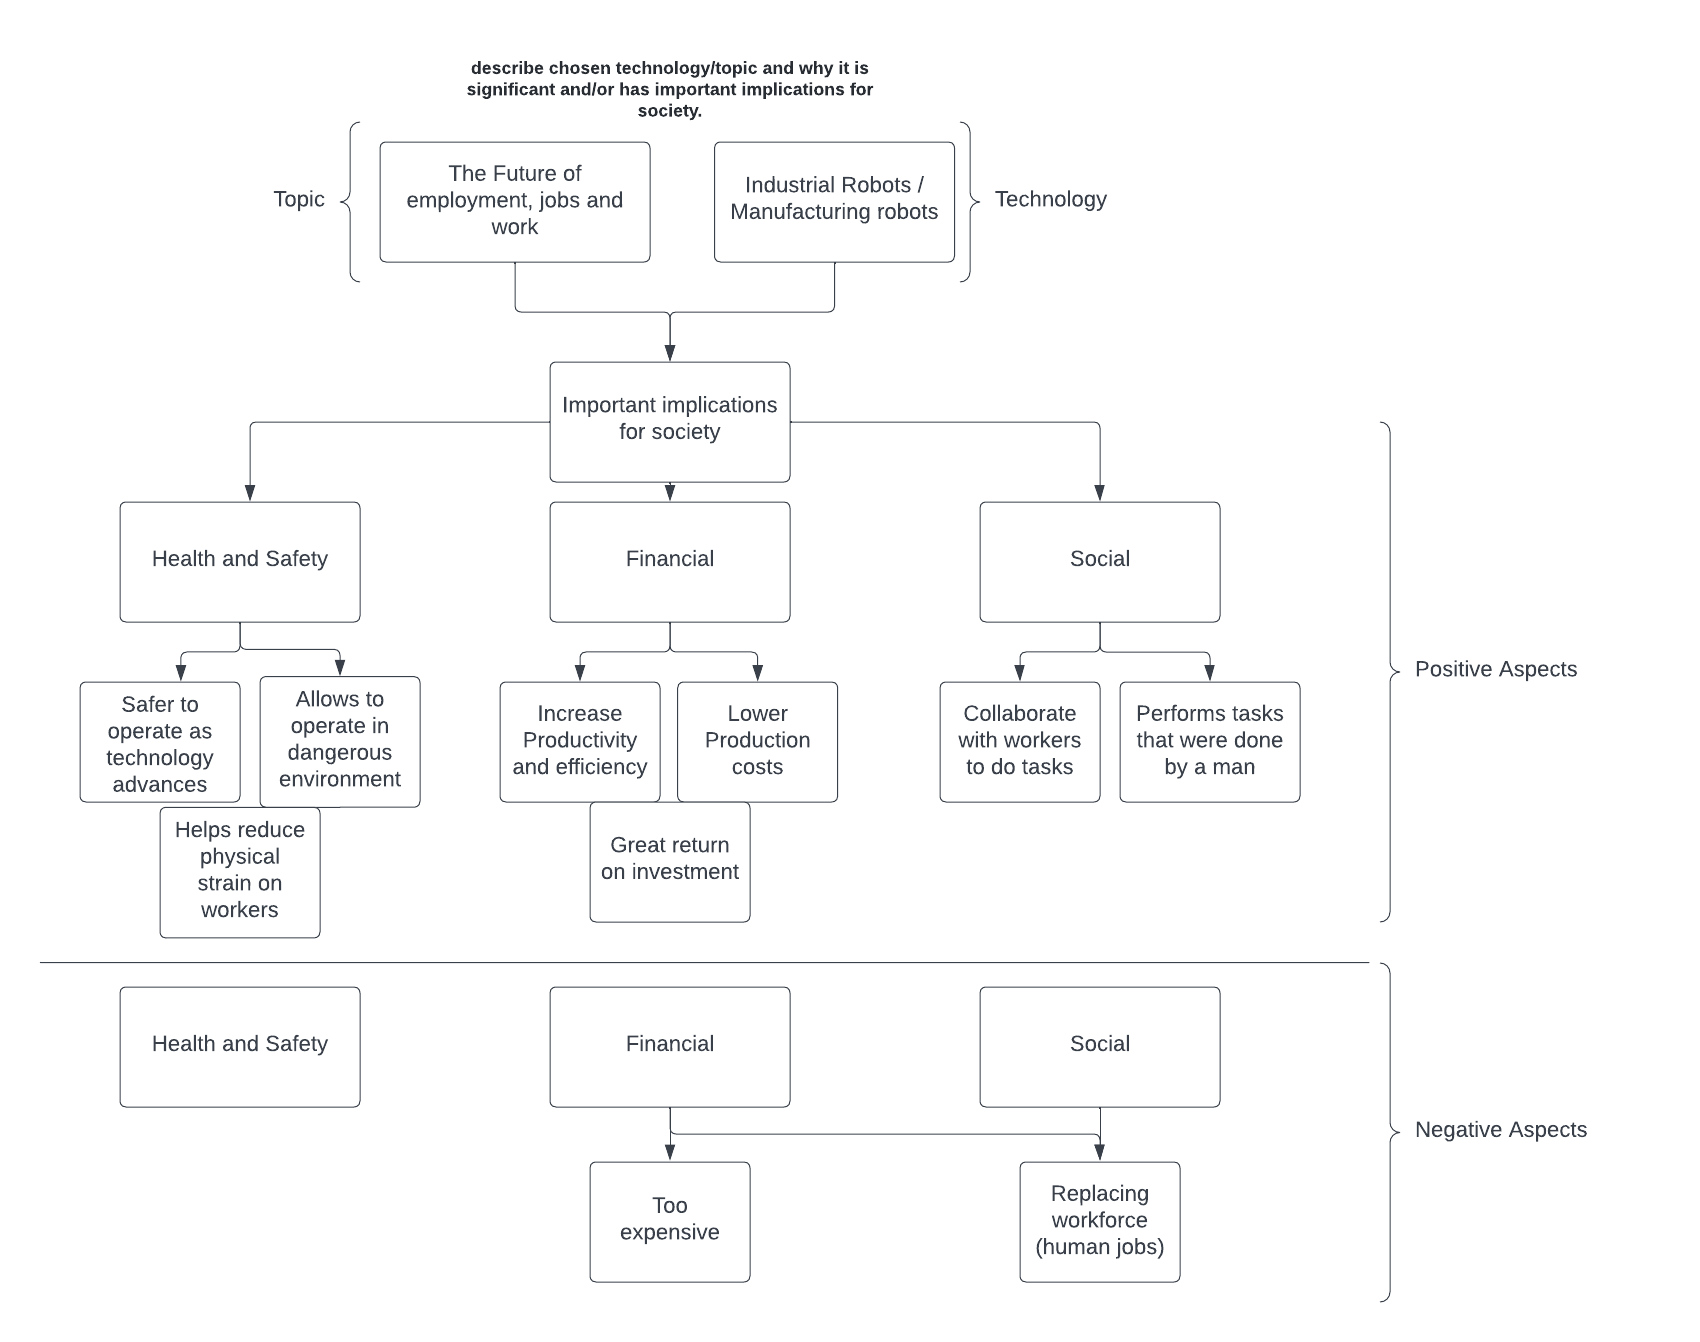 describe chosen technology/topic and why it is
significant and/or has important implications for
society.
Topic
The Future of
employment, jobs and
work
Industrial Robots /
Manufacturing robots
Technology
Important implications
for society
Health and Safety
Financial
Social
Safer to
operate as
technology
advances
Allows to
operate in
dangerous
environment
Helps reduce
physical
strain on
workers
Increase
Productivity
and efficiency
Lower
Production
costs
Great return
on investment
Collaborate
with workers
to do tasks
Performs tasks
that were done
by a man
Positive Aspects
Health and Safety
Financial
Social
Too
expensive
Replacing
workforce
(human jobs)
Negative Aspects